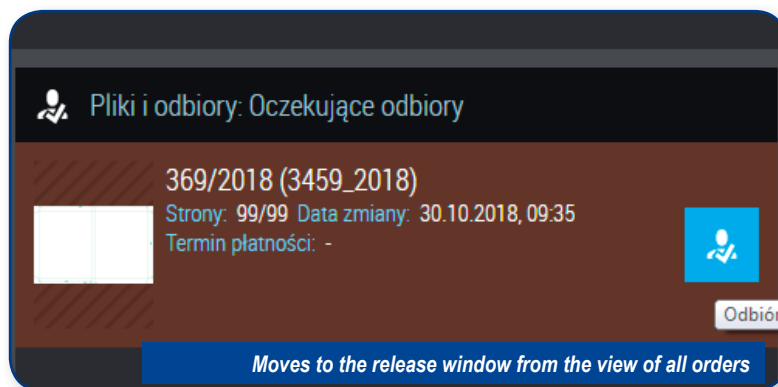 Pliki i odbiory: Oczekujące odbiory
369/2018 (3459_2018)
Strony: 99/99 Data zmiany: 30.10.2018, 09:35
Termin płatności: -
Odbiór
Moves to the release window from the view of all orders